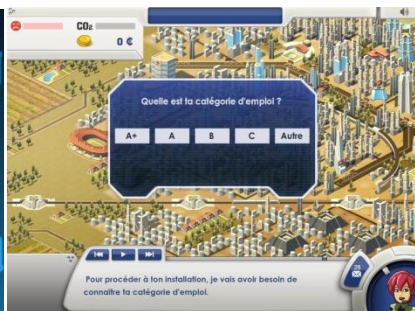 CO₂
0 €
Quelle est ta catégorie d'emploi ?
A+ A B C Autre
Pour procéder à ton installation, je vais avoir besoin de
connaître ta catégorie d'emploi.